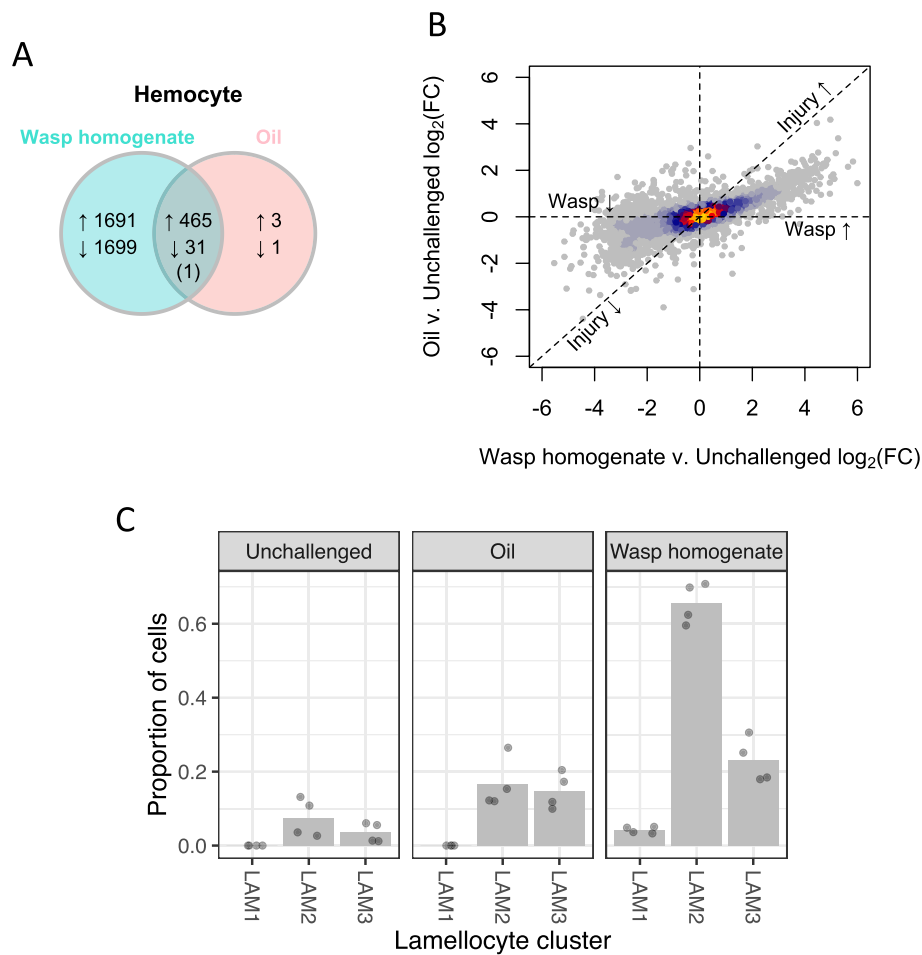 A
Hemocyte
Wasp homogenate
Oil
↑ 1691
↓ 1699
↑ 465
↓ 31
(1)
↑ 3
↓ 1
B
Oil v. Unchallenged log₂(FC)
6
4
2
0
-2
-4
-6
Injury ↑
Wasp ↓
Wasp ↑
Injury ↓
-6 -4 -2 0 2 4 6
Wasp homogenate v. Unchallenged log₂(FC)
C
Unchallenged
Oil
Wasp homogenate
Proportion of cells
0.6
0.4
0.2
0.0
LAM1
LAM2
LAM3
LAM1
LAM2
LAM3
LAM1
LAM2
LAM3
Lamellocyte cluster